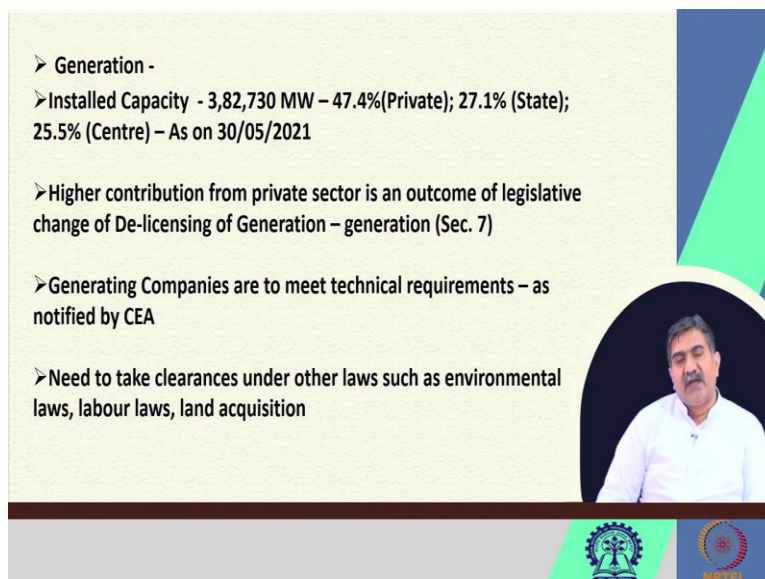 ➢ Generation -
➢Installed Capacity - 3,82,730 MW – 47.4%(Private); 27.1% (State);
25.5% (Centre) – As on 30/05/2021
➢Higher contribution from private sector is an outcome of legislative
change of De-licensing of Generation – generation (Sec. 7)
➢Generating Companies are to meet technical requirements – as
notified by CEA
➢Need to take clearances under other laws such as environmental
laws, labour laws, land acquisition
NPTEL